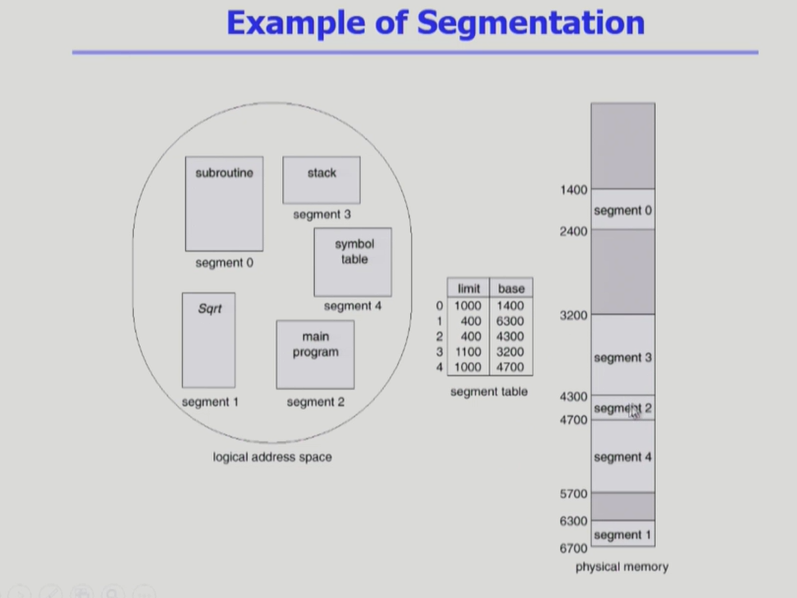 Example of Segmentation
subroutine
segment 0
stack
segment 3
symbol
table
segment 4
Sqrt
segment 1
main
program
segment 2
logical address space
limit base
0 1000 1400
1 400 6300
2 400 4300
3 1100 3200
4 1000 4700
segment table
1400
segment 0
2400
3200
segment 3
4300
segment 2
4700
segment 4
5700
6300
segment 1
6700
physical memory